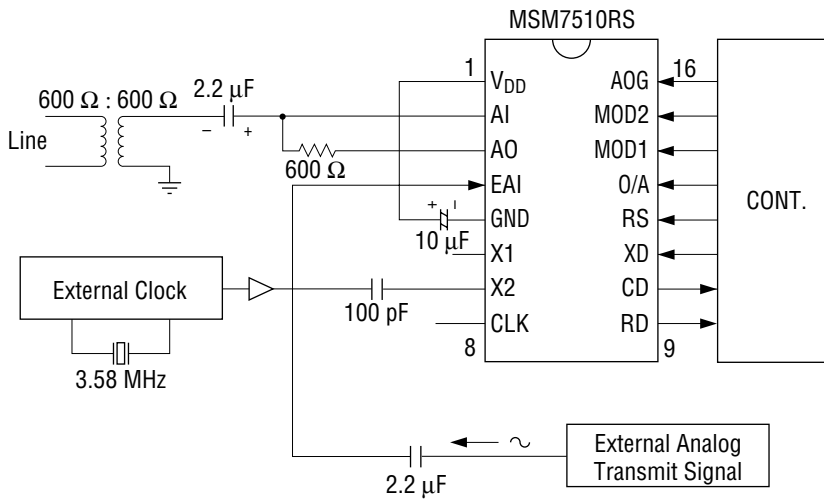 MSM7510RS
1
16
V_DD
AOG
600 Ω : 600 Ω
2.2 μF
AI
MOD2
Line
–
+
AO
MOD1
600 Ω
EAI
O/A
CONT.
+
–
GND
RS
10 μF
X1
XD
External Clock
X2
CD
100 pF
CLK
RD
8
9
3.58 MHz
External Analog
Transmit Signal
2.2 μF